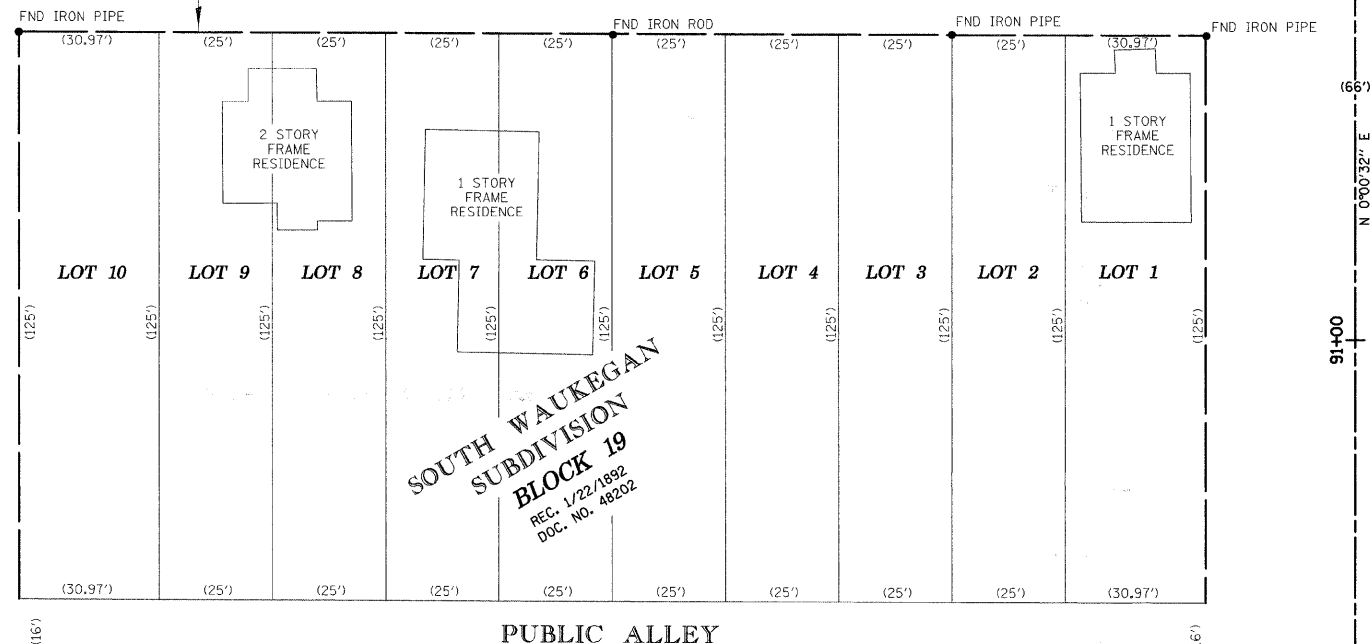 FND IRON PIPE
FND IRON ROD
FND IRON PIPE
FND IRON PIPE
(30.97')
(25')
(25')
(25')
(25')
(25')
(25')
(25')
(30.97')
(66')
N 0°00'32" E
2 STORY
FRAME
RESIDENCE
1 STORY
FRAME
RESIDENCE
1 STORY
FRAME
RESIDENCE
LOT 10
LOT 9
LOT 8
LOT 7
LOT 6
LOT 5
LOT 4
LOT 3
LOT 2
LOT 1
(125')
(125')
(125')
(125')
(125')
(125')
(125')
(125')
(125')
(125')
(125')
91+00
SOUTH WAUKEGAN
SUBDIVISION
BLOCK 19
REC. 1/22/1892
DOC. NO. 48202
(30.97')
(25')
(25')
(25')
(25')
(25')
(25')
(25')
(25')
(30.97')
(16')
PUBLIC ALLEY
6')